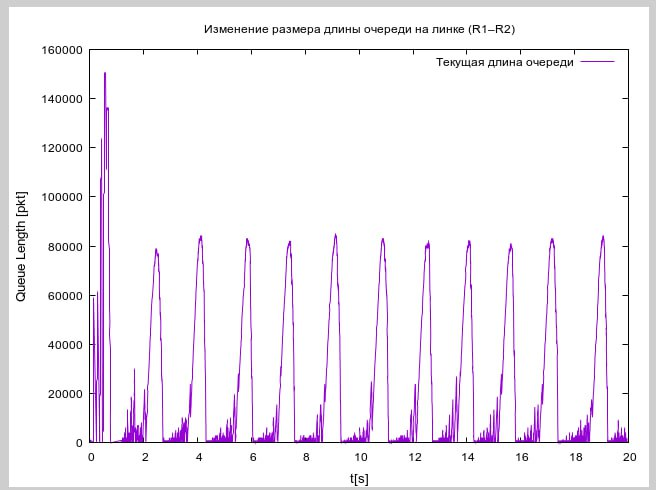 Изменение размера длины очереди на линке (R1–R2)
Текущая длина очереди
Queue Length [pkt]
160000
140000
120000
100000
80000
60000
40000
20000
0
0 2 4 6 8 10 12 14 16 18 20
t[s]